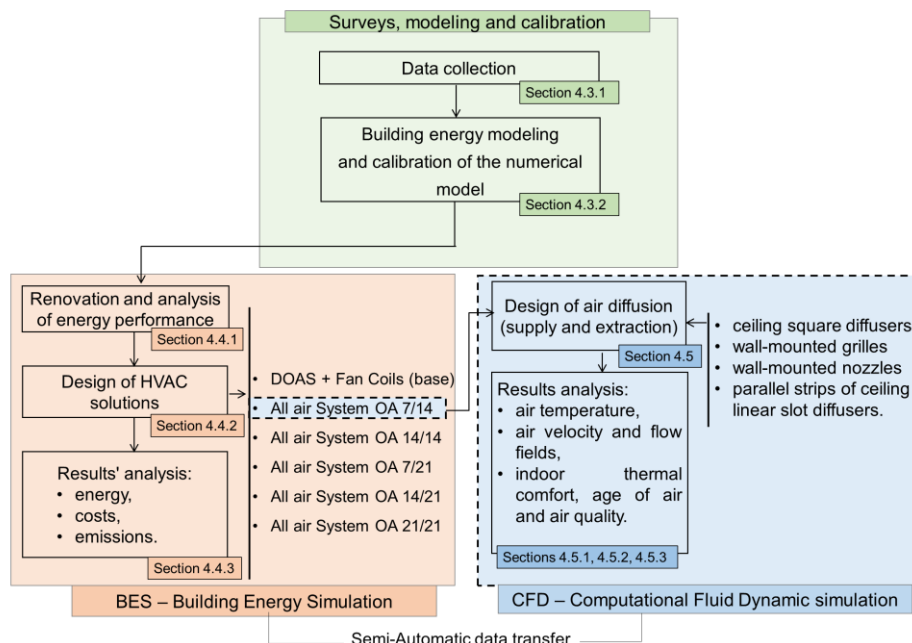 Surveys, modeling and calibration
Data collection
Section 4.3.1
Building energy modeling
and calibration of the numerical
model
Section 4.3.2
Renovation and analysis
of energy performance
Section 4.4.1
Design of HVAC
solutions
Section 4.4.2
Results' analysis:
• energy,
• costs,
• emissions.
Section 4.4.3
• DOAS + Fan Coils (base)
• All air System OA 7/14
• All air System OA 14/14
• All air System OA 7/21
• All air System OA 14/21
• All air System OA 21/21
BES – Building Energy Simulation
Design of air diffusion
(supply and extraction)
Section 4.5
Results analysis:
• air temperature,
• air velocity and flow
fields,
• indoor thermal
comfort, age of air
and air quality.
Sections 4.5.1, 4.5.2, 4.5.3
• ceiling square diffusers
• wall-mounted grilles
• wall-mounted nozzles
• parallel strips of ceiling
linear slot diffusers.
CFD – Computational Fluid Dynamic simulation
Semi-Automatic data transfer